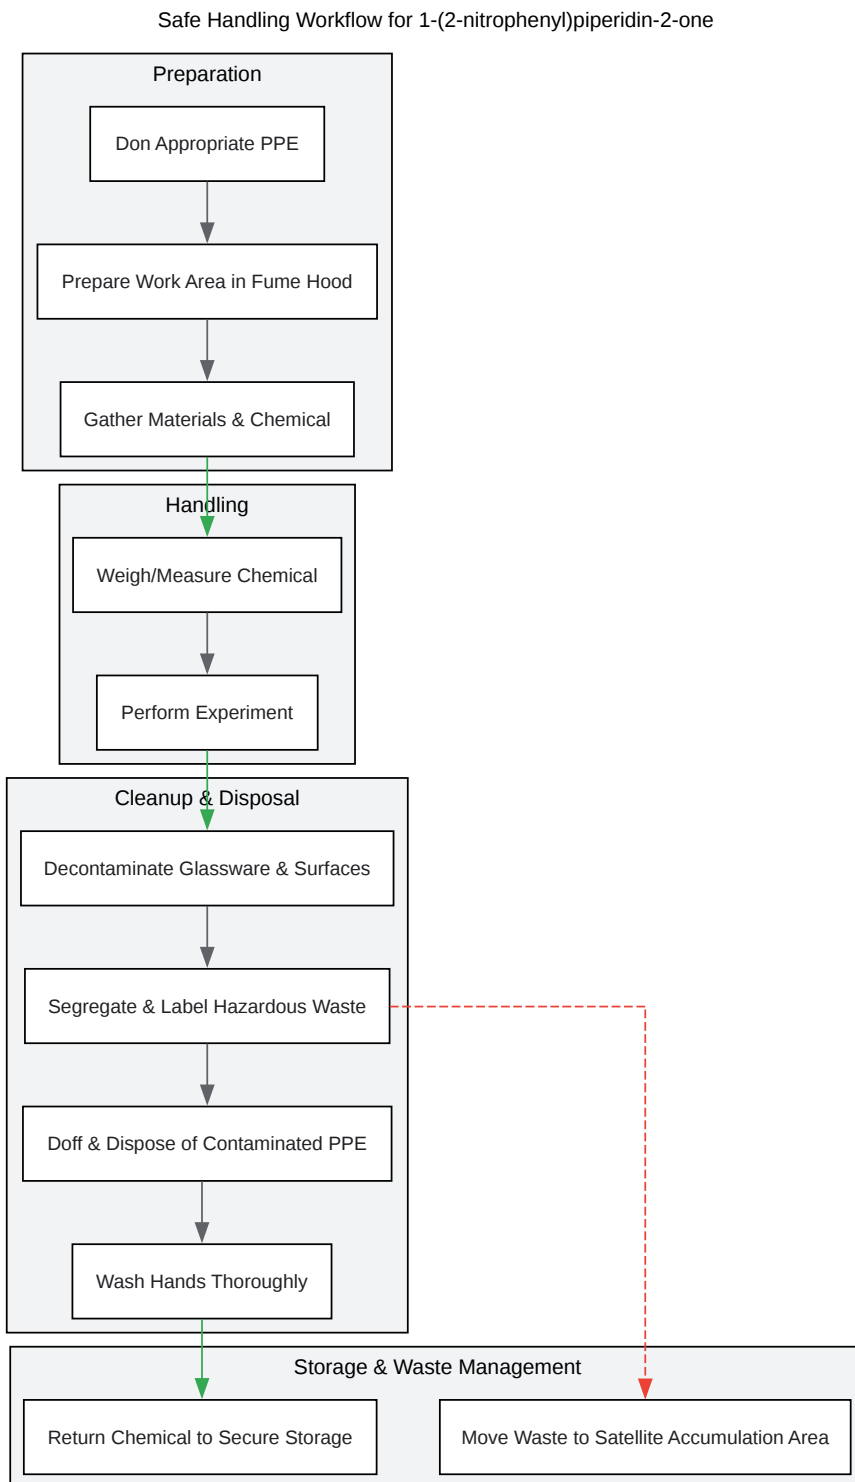 Safe Handling Workflow for 1-(2-nitrophenyl)piperidin-2-one
Preparation
Don Appropriate PPE
Prepare Work Area in Fume Hood
Gather Materials & Chemical
Handling
Weigh/Measure Chemical
Perform Experiment
Cleanup & Disposal
Decontaminate Glassware & Surfaces
Segregate & Label Hazardous Waste
Doff & Dispose of Contaminated PPE
Wash Hands Thoroughly
Storage & Waste Management
Return Chemical to Secure Storage
Move Waste to Satellite Accumulation Area